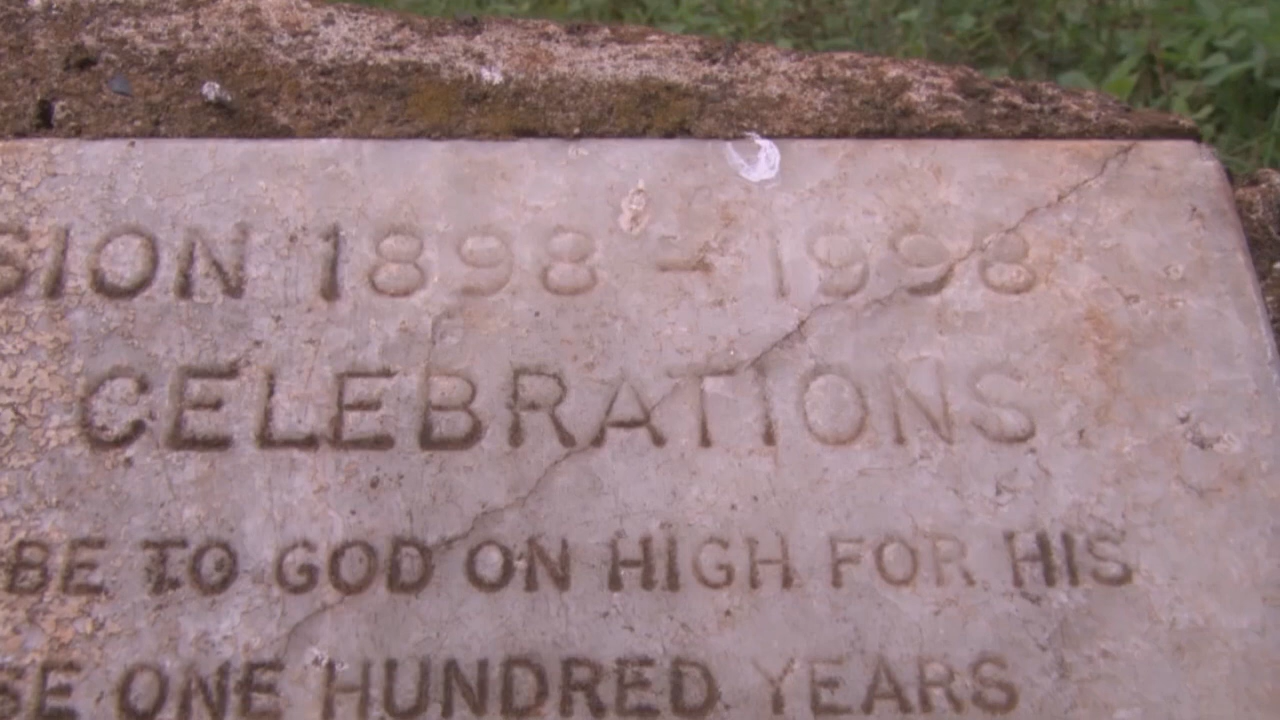 SION 1898 - 1998
CELEBRATIONS
BE TO GOD ON HIGH FOR HIS
SE ONE HUNDRED YEARS